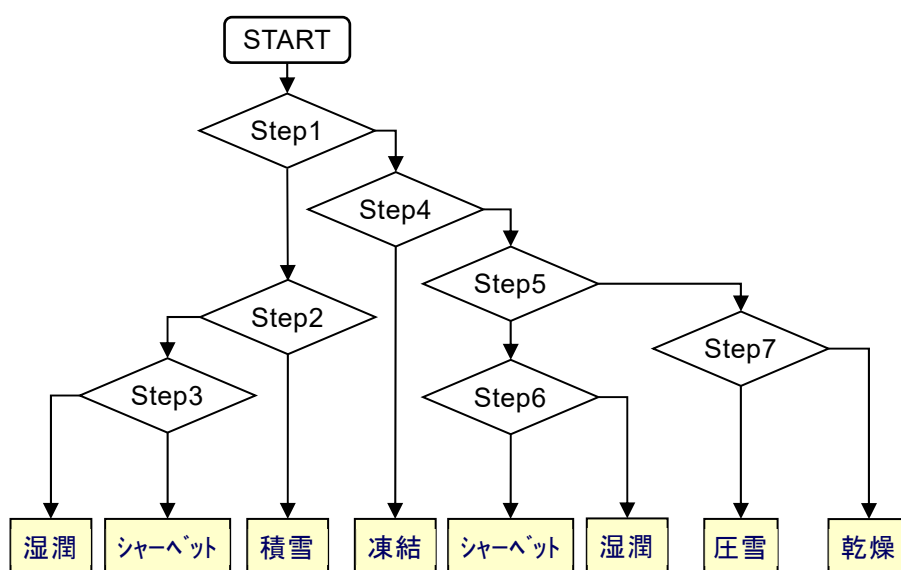 START
Step1
Step4
Step5
Step2
Step7
Step3
Step6
湿潤
ｼｬｰﾍﾞｯﾄ
積雪
凍結
ｼｬｰﾍﾞｯﾄ
湿潤
圧雪
乾燥